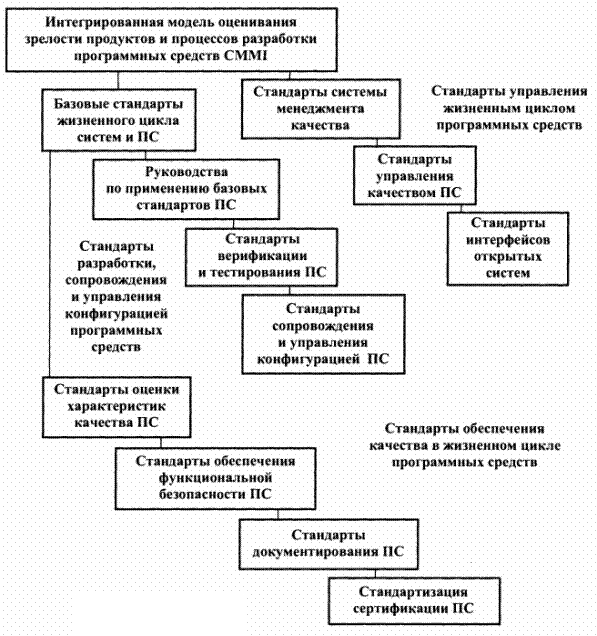 Интегрированная модель оценивания
зрелости продуктов и процессов разработки
программных средств CMMI
Базовые стандарты
жизненного цикла
систем и ПС
Стандарты системы
менеджмента
качества
Стандарты управления
жизненным циклом
программных средств
Руководства
по применению базовых
стандартов ПС
Стандарты
управления
качеством ПС
Стандарты
верификации
и тестирования ПС
Стандарты
интерфейсов
открытых
систем
Стандарты
разработки,
сопровождения
и управления
конфигурацией
программных
средств
Стандарты
сопровождения
и управления
конфигурацией ПС
Стандарты оценки
характеристик
качества ПС
Стандарты обеспечения
качества в жизненном цикле
программных средств
Стандарты обеспечения
функциональной
безопасности ПС
Стандарты
документирования ПС
Стандартизация
сертификации ПС